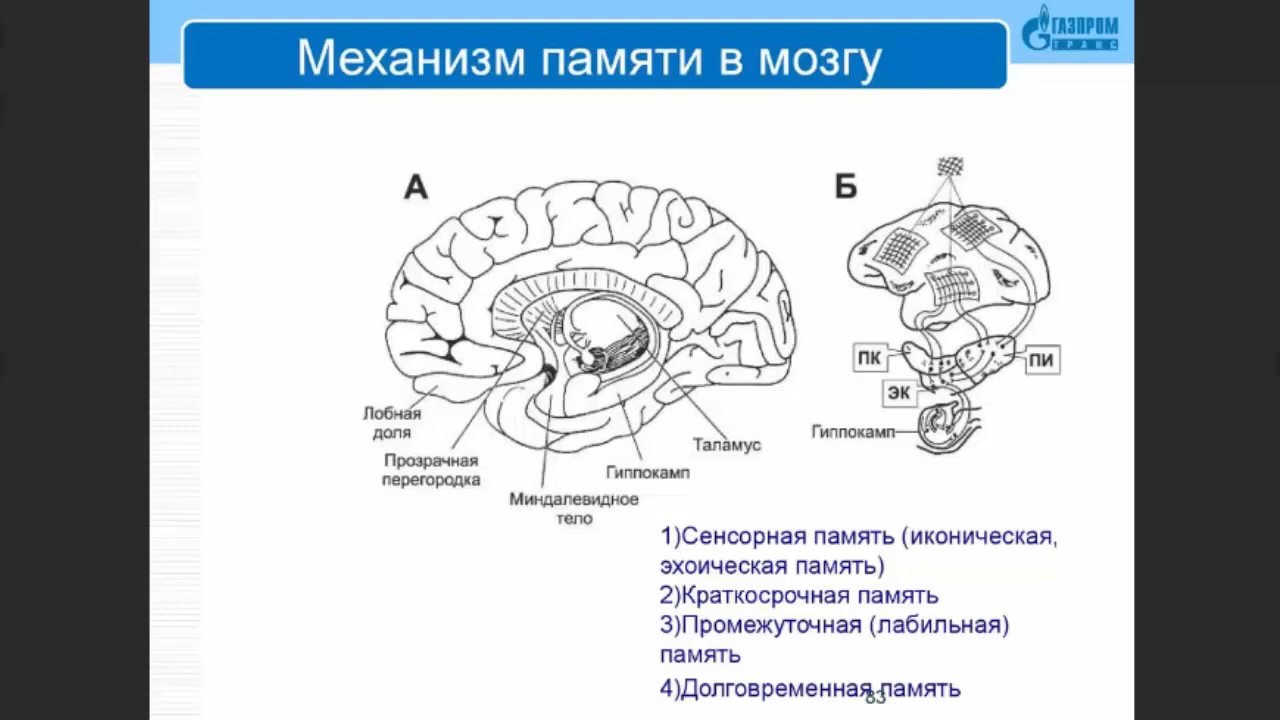 Механизм памяти в мозгу
ГАЗПРОМ
ТРАНС
А
Лобная
доля
Прозрачная
перегородка
Миндалевидное
тело
Гиппокамп
Таламус
Б
ПК
ПИ
ЭК
Гиппокамп
1)Сенсорная память (иконическая,
эхоическая память)
2)Краткосрочная память
3)Промежуточная (лабильная)
память
4)Долговременная память
83